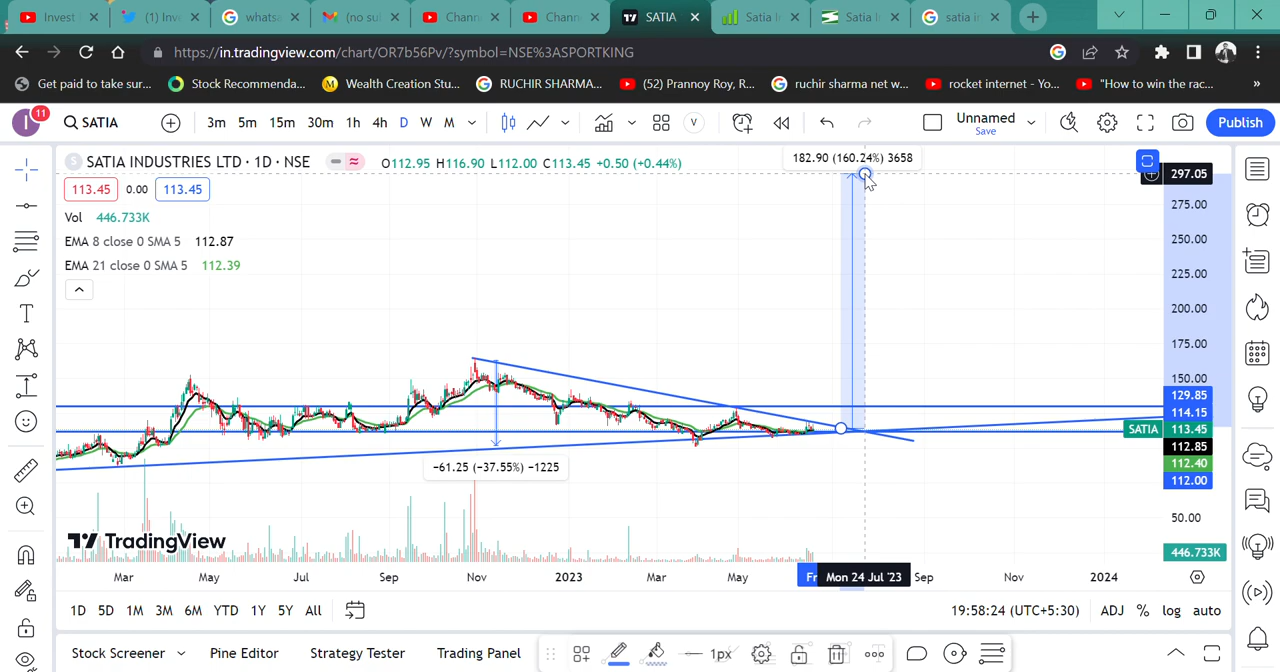 Invest
(1) Inv
whats
(no su
Chann
Chann
SATIA
Satia I
Satia I
satia in
https://in.tradingview.com/chart/OR7b56Pv/?symbol=NSE%3ASPORTKING
Get paid to take sur...
Stock Recommenda...
Wealth Creation Stu...
RUCHIR SHARMA...
(52) Prannoy Roy, R...
ruchir sharma net w...
rocket internet - Yo...
"How to win the rac...
»
I
11
SATIA
3m 5m 15m 30m 1h 4h D W M
V
Unnamed
Save
Publish
S SATIA INDUSTRIES LTD · 1D · NSE
O112.95 H116.90 L112.00 C113.45 +0.50 (+0.44%)
182.90 (160.24%) 3658
113.45 0.00 113.45
Vol 446.733K
EMA 8 close 0 SMA 5 112.87
EMA 21 close 0 SMA 5 112.39
297.05
275.00
250.00
225.00
200.00
175.00
150.00
129.85
114.15
SATIA 113.45
112.85
112.40
112.00
50.00
446.733K
−61.25 (−37.55%) −1225
TradingView
Mar May Jul Sep Nov 2023 Mar May Fr Mon 24 Jul '23 Sep Nov 2024
1D 5D 1M 3M 6M YTD 1Y 5Y All
19:58:24 (UTC+5:30) ADJ % log auto
Stock Screener Pine Editor Strategy Tester Trading Panel
1px